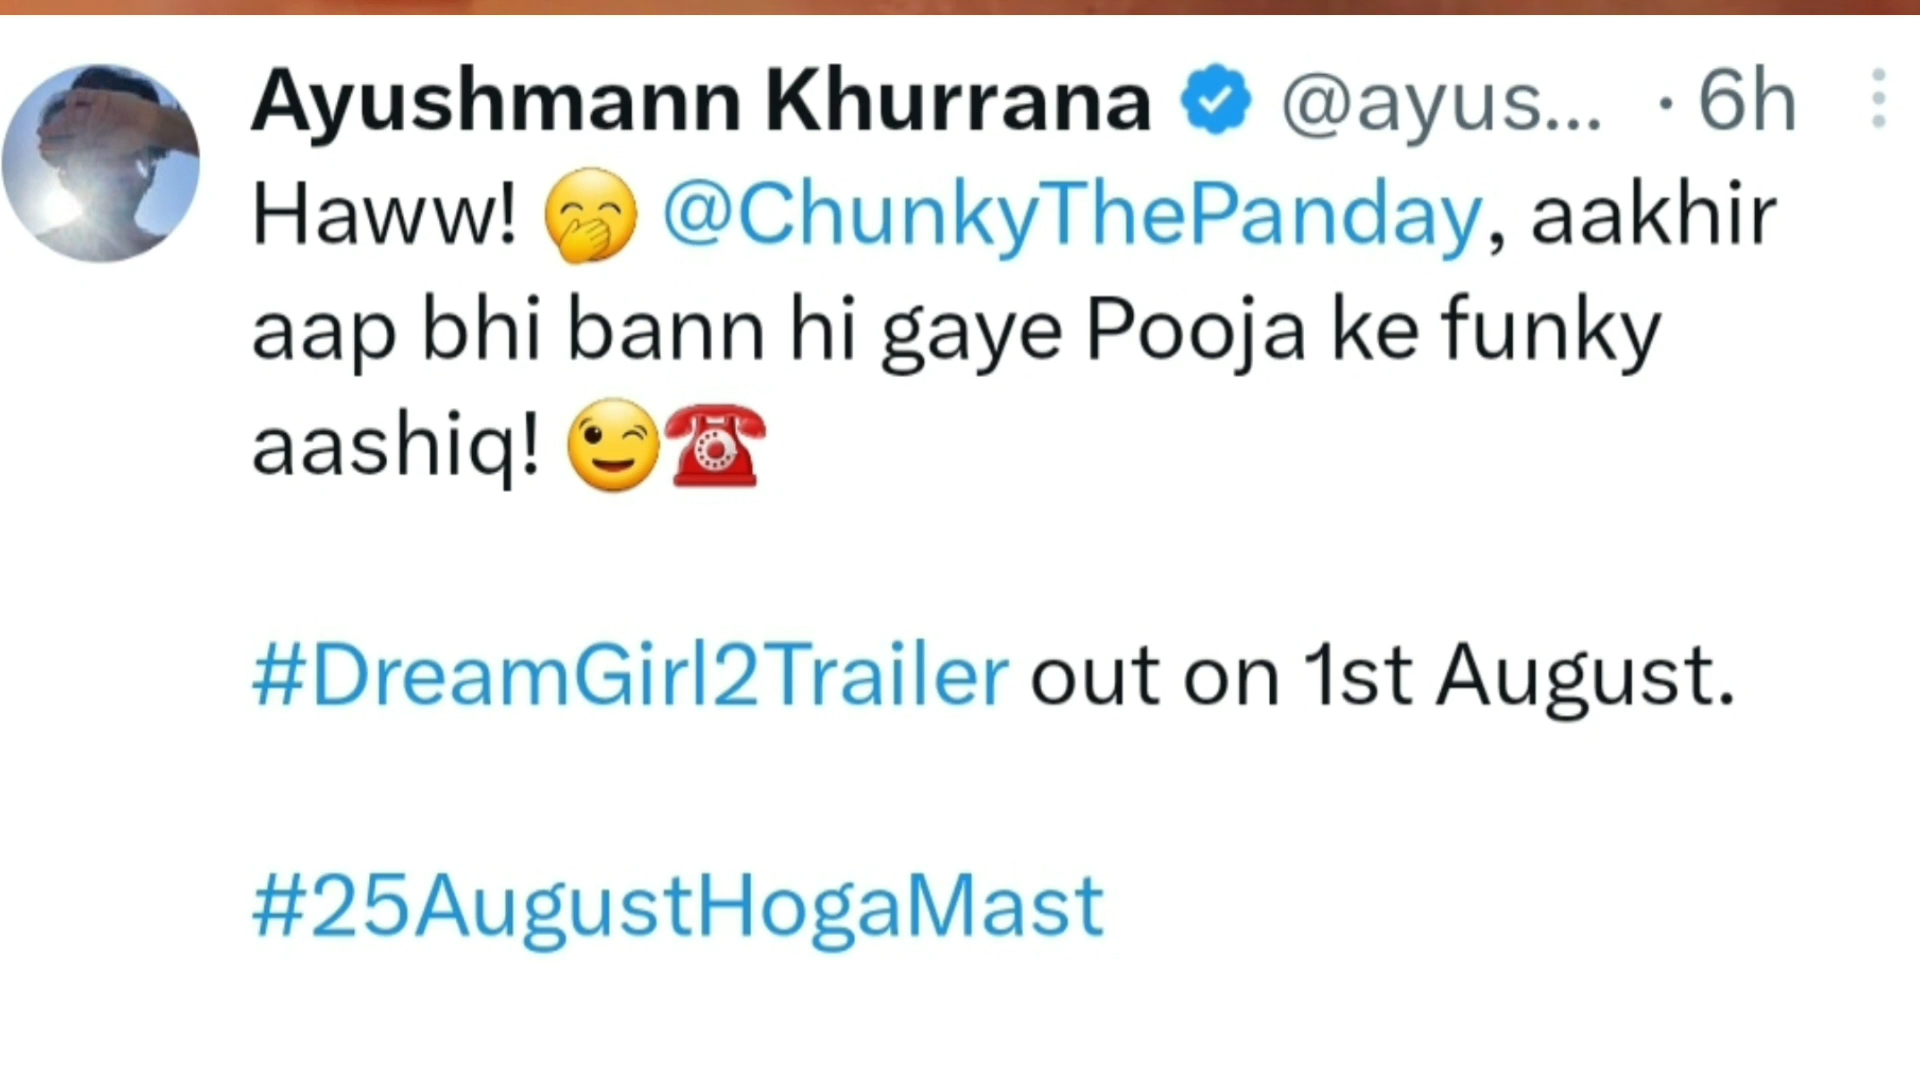 Ayushmann Khurrana @ayus... · 6h
Haww! 🤭 @ChunkyThePanday, aakhir
aap bhi bann hi gaye Pooja ke funky
aashiq! 😉☎️
#DreamGirl2Trailer out on 1st August.
#25AugustHogaMast